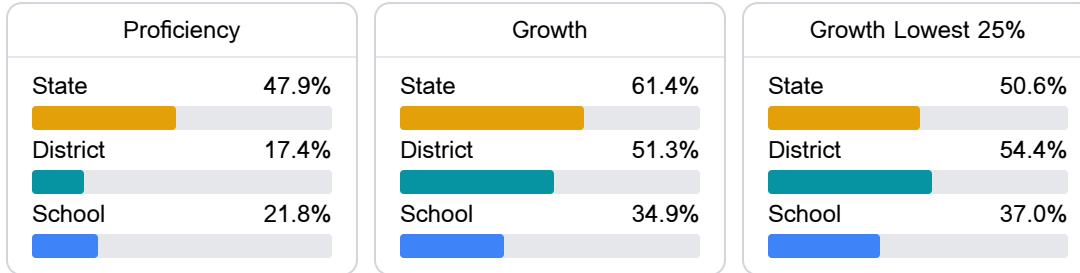 Proficiency
State 47.9%
District 17.4%
School 21.8%
Growth
State 61.4%
District 51.3%
School 34.9%
Growth Lowest 25%
State 50.6%
District 54.4%
School 37.0%